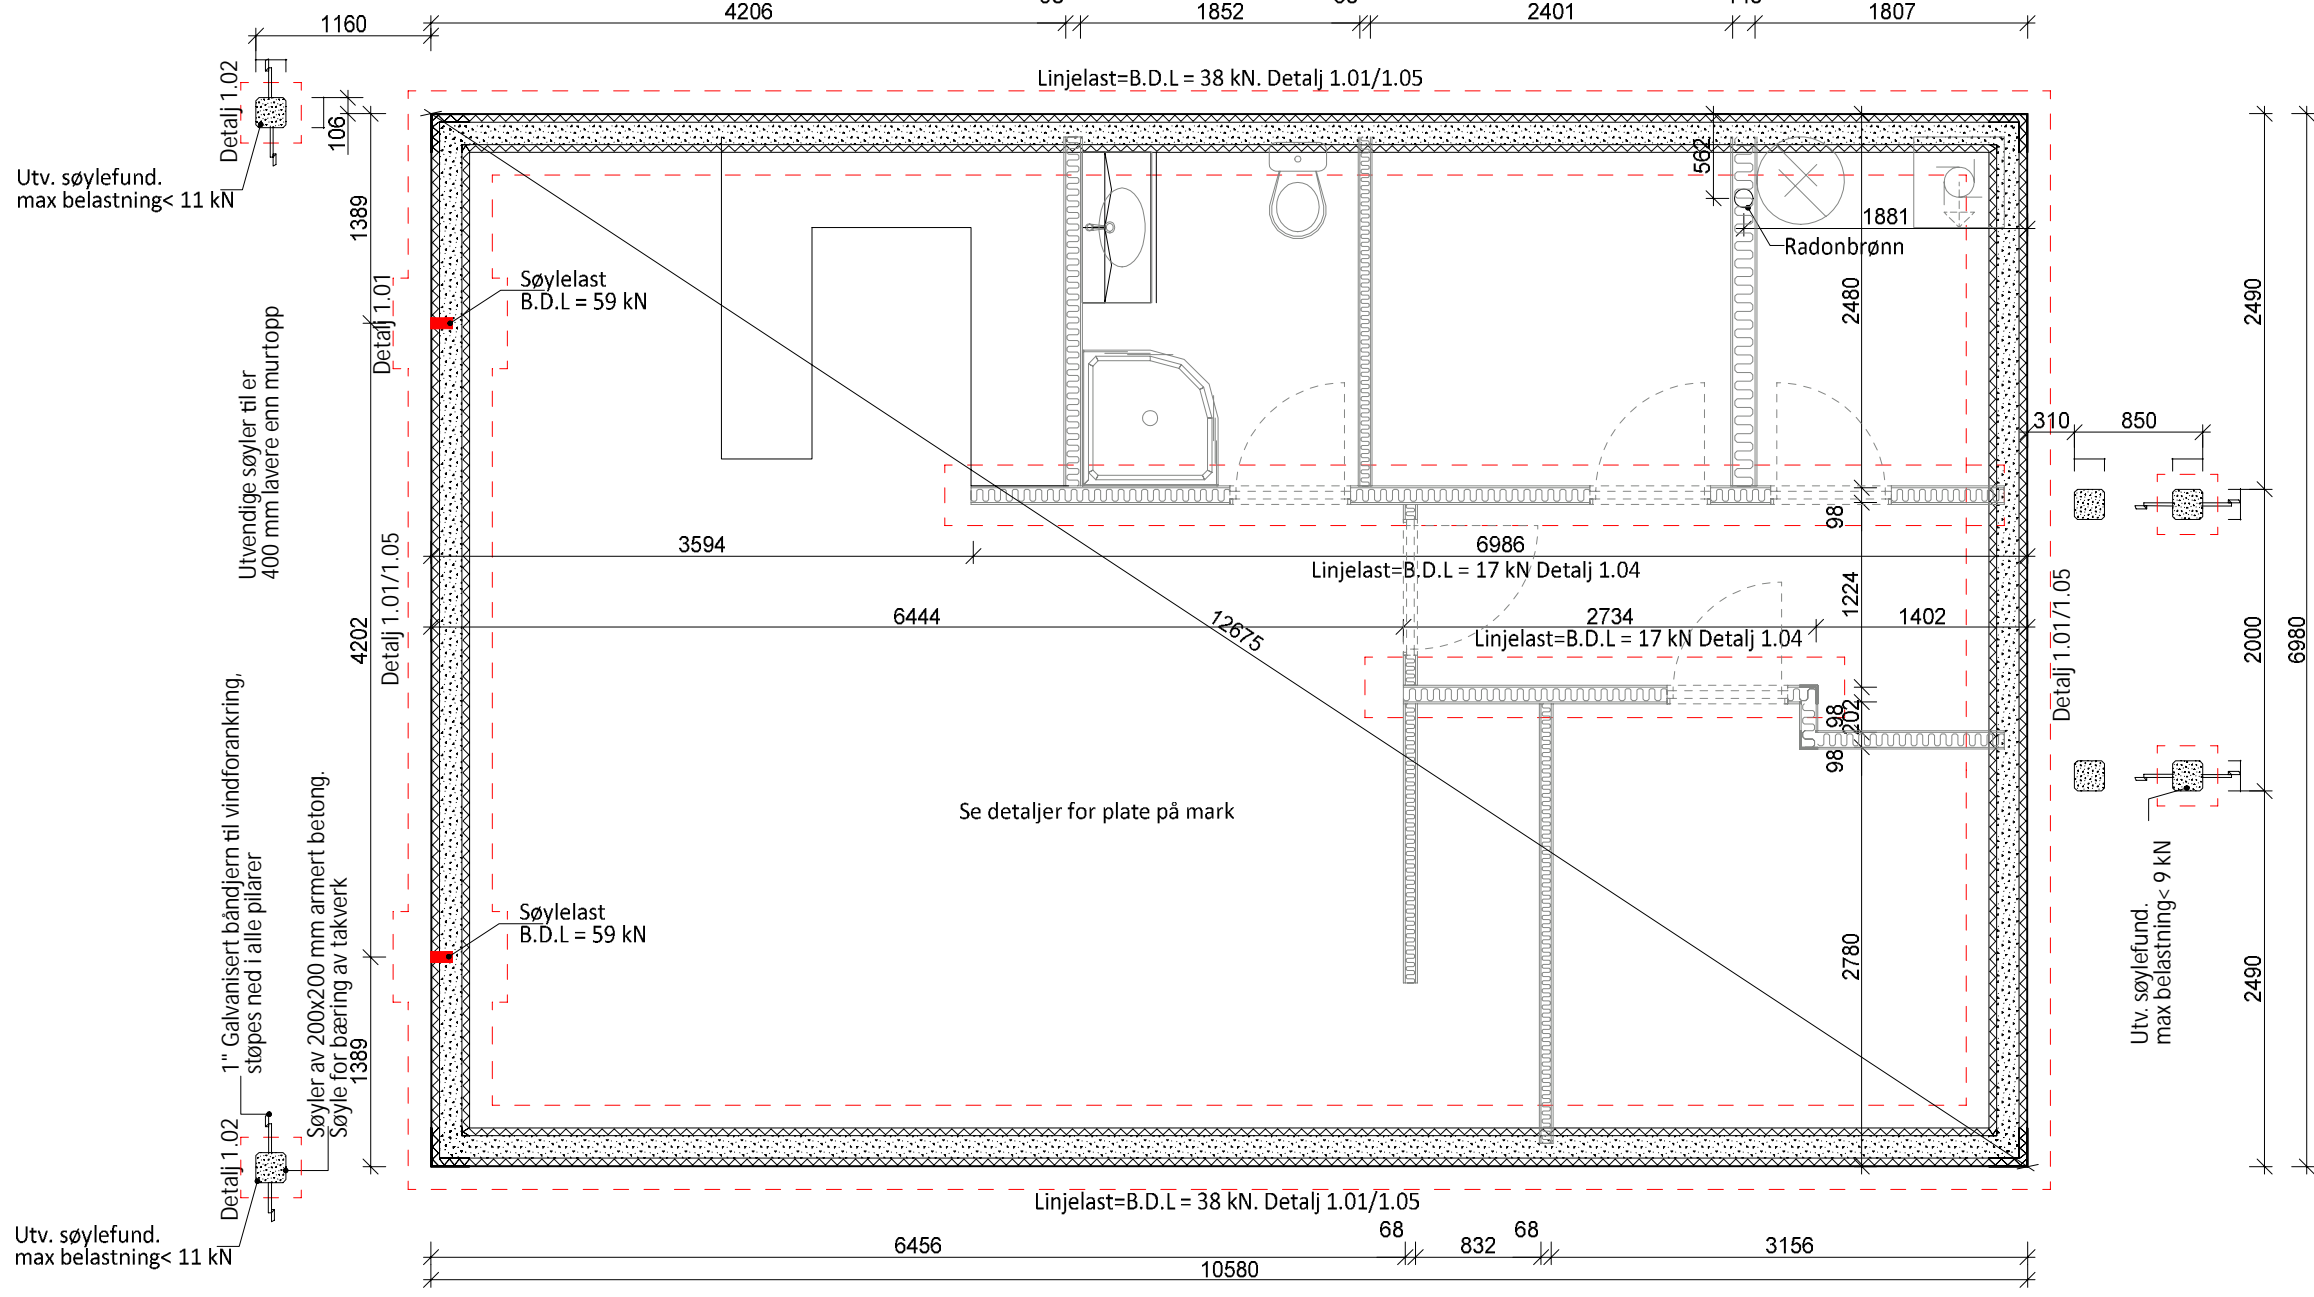 4206
1852
2401
1807
1160
Linjelast=B.D.L = 38 kN. Detalj 1.01/1.05
Detalj 1.02
106
Utv. søylefund.
max belastning< 11 kN
1389
562
1881
Radonbrønn
2480
2490
Søylelast
B.D.L = 59 kN
Detalj 1.01
Utvendige søyler til er
400 mm lavere enn murtopp
310
850
98
3594
6986
Linjelast=B.D.L = 17 kN Detalj 1.04
Detalj 1.01/1.05
4202
6444
12675
2734
1224
1402
Linjelast=B.D.L = 17 kN Detalj 1.04
Detalj 1.01/1.05
2000
6980
98
202
98
1" Galvanisert båndjern til vindforankring,
støpes ned i alle pilarer
Søyler av 200x200 mm armert betong.
Søyle for bæring av takverk
Se detaljer for plate på mark
Søylelast
B.D.L = 59 kN
2780
2490
Utv. søylefund.
max belastning< 9 kN
1389
Detalj 1.02
Utv. søylefund.
max belastning< 11 kN
Linjelast=B.D.L = 38 kN. Detalj 1.01/1.05
68
68
6456
832
3156
10580